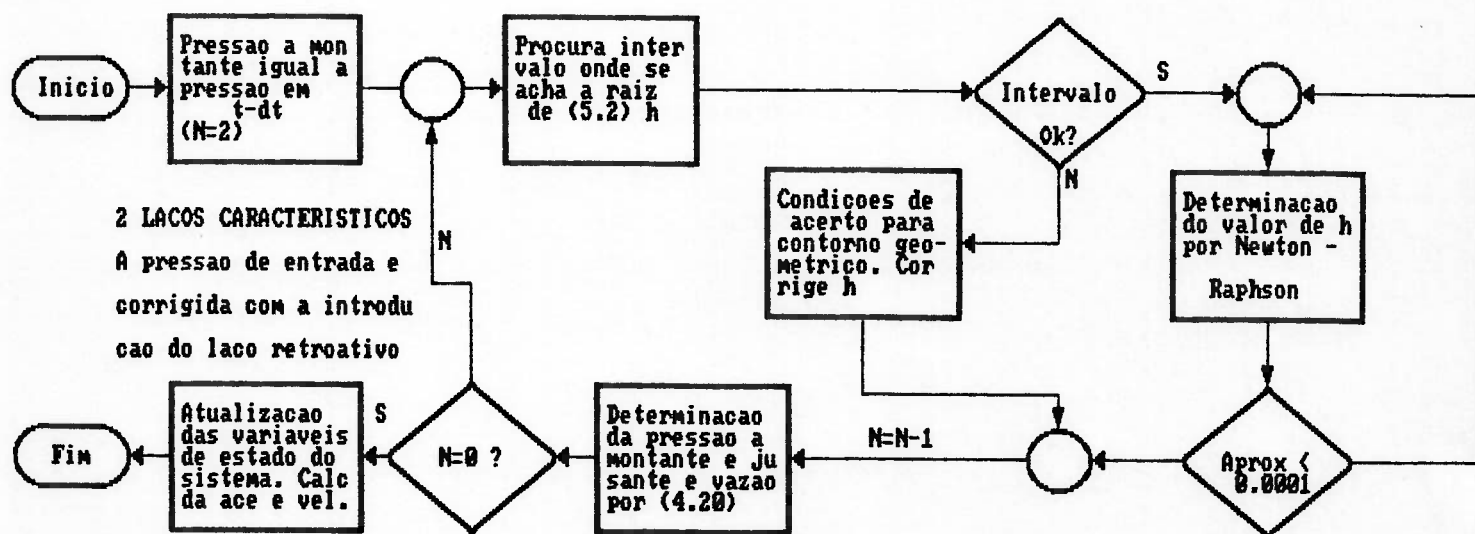 Inicio
Pressao a mon
tante igual a
pressao em
t-dt
(N=2)
Procura inter
valo onde se
acha a raiz
de (5.2) h
Intervalo
Ok?
S
N
Condicoes de
acerto para
contorno geo-
metrico. Cor
rige h
Determinacao
do valor de h
por Newton -
Raphson
2 LACOS CARACTERISTICOS
A pressao de entrada e
corrigida com a introdu
cao do laco retroativo
N
Fim
Atualizacao
das variaveis
de estado do
sistema. Calc
da ace e vel.
S
N=0 ?
Determinacao
da pressao a
montante e ju
sante e vazao
por (4.20)
N=N-1
Aprox <
0.0001